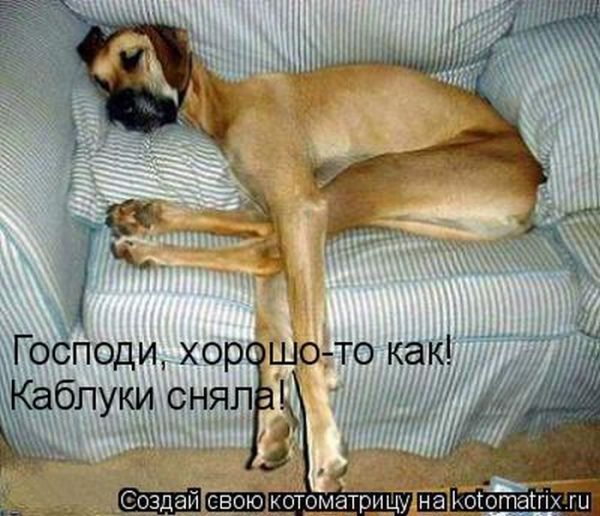 Господи, хорошо-то как!
Каблуки сняла!
Создай свою котоматрицу на kotomatrix.ru